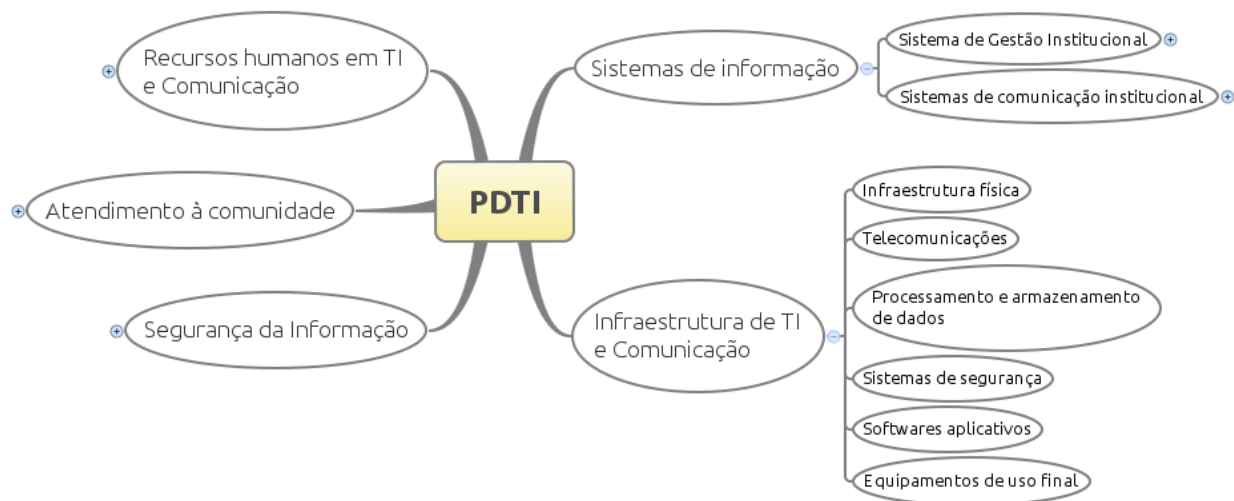 Recursos humanos em TI
e Comunicação
Atendimento à comunidade
Segurança da Informação
PDTI
Sistemas de informação
Sistema de Gestão Institucional
Sistemas de comunicação institucional
Infraestrutura de TI
e Comunicação
Infraestrutura física
Telecomunicações
Processamento e armazenamento
de dados
Sistemas de segurança
Softwares aplicativos
Equipamentos de uso final